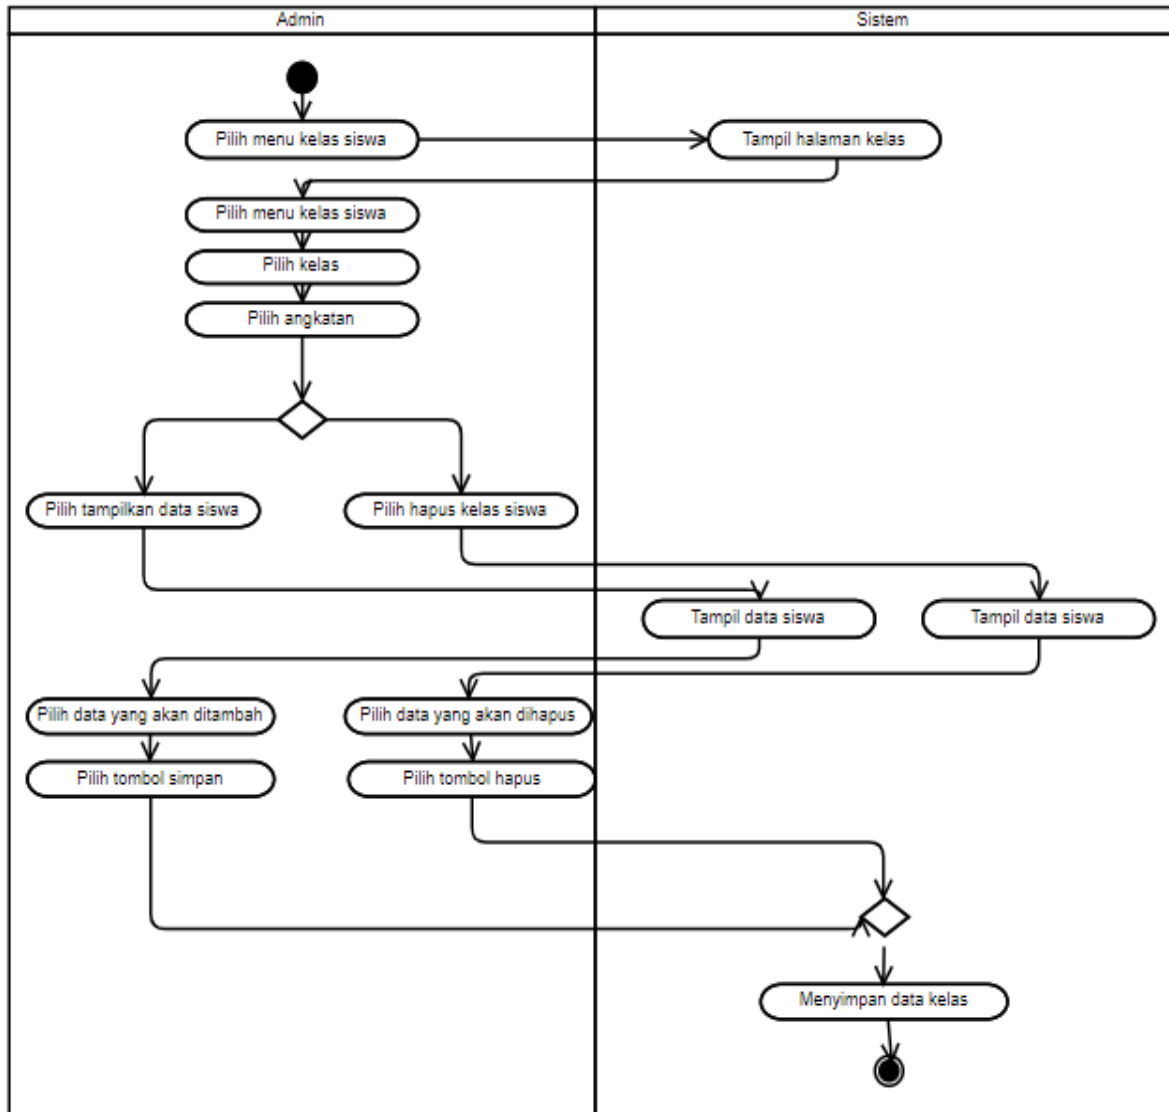 Admin
Sistem
Pilih menu kelas siswa
Tampil halaman kelas
Pilih menu kelas siswa
Pilih kelas
Pilih angkatan
Pilih tampilkan data siswa
Pilih hapus kelas siswa
Tampil data siswa
Tampil data siswa
Pilih data yang akan ditambah
Pilih data yang akan dihapus
Pilih tombol simpan
Pilih tombol hapus
Menyimpan data kelas